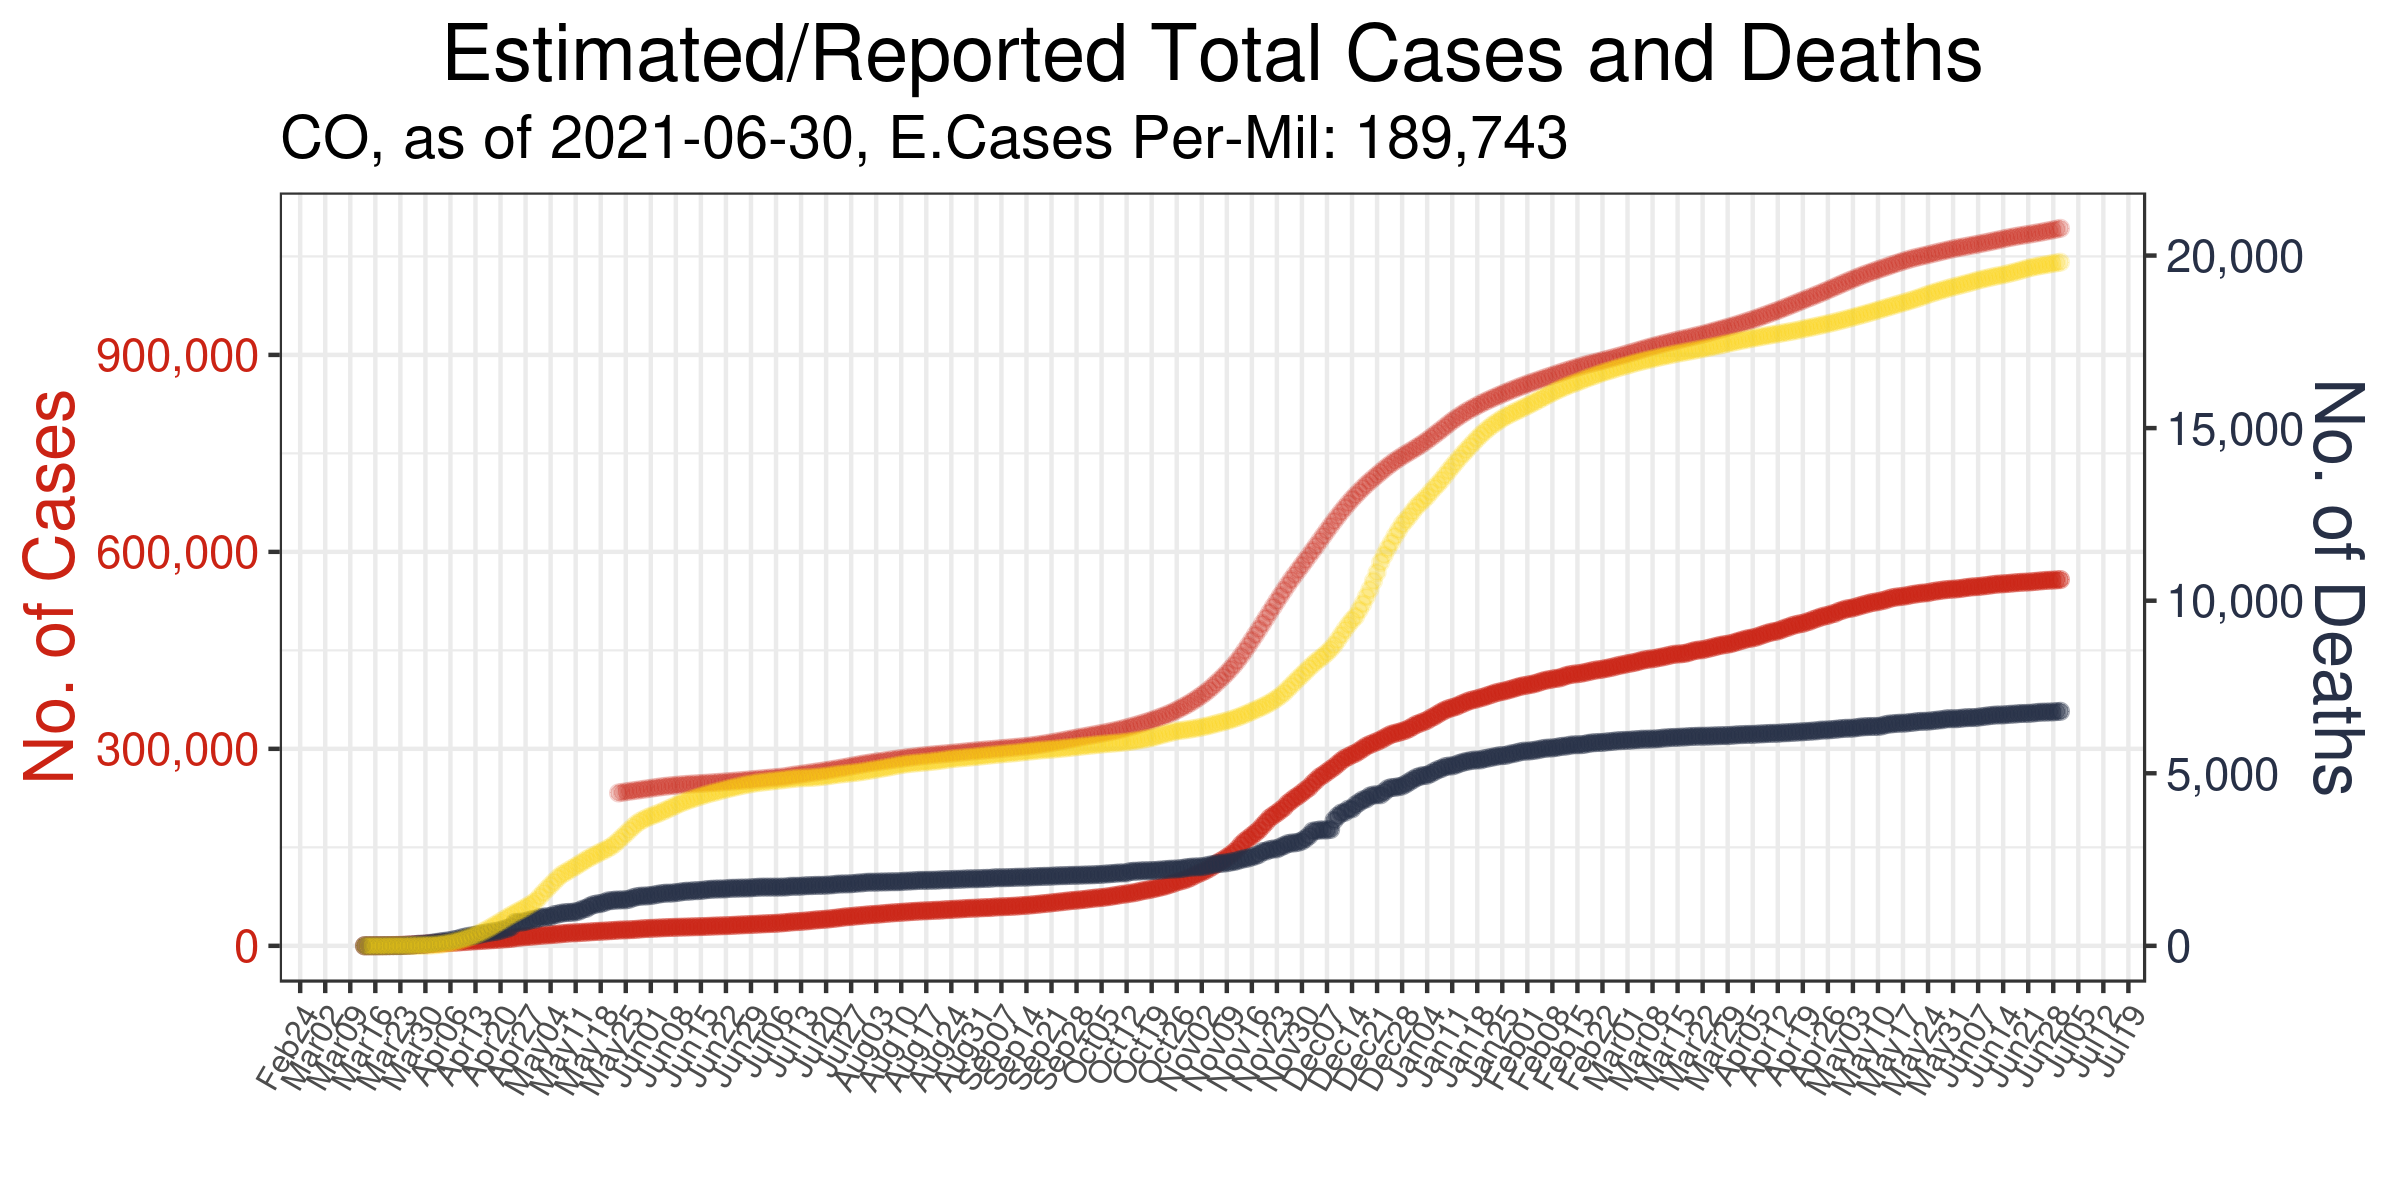 Estimated/Reported Total Cases and Deaths
CO, as of 2021-06-30, E.Cases Per-Mil: 189,743
No. of Cases
900,000
600,000
300,000
0
20,000
15,000
10,000
5,000
0
No. of Deaths
Feb24
Mar02
Mar09
Mar16
Mar23
Mar30
Apr06
Apr13
Apr20
Apr27
May04
May11
May18
May25
Jun01
Jun08
Jun15
Jun22
Jun29
Jul06
Jul13
Jul20
Jul27
Aug03
Aug10
Aug17
Aug24
Aug31
Sep07
Sep14
Sep21
Sep28
Oct05
Oct12
Oct19
Oct26
Nov02
Nov09
Nov16
Nov23
Nov30
Dec07
Dec14
Dec21
Dec28
Jan04
Jan11
Jan18
Jan25
Feb01
Feb08
Feb15
Feb22
Mar01
Mar08
Mar15
Mar22
Mar29
Apr05
Apr12
Apr19
Apr26
May03
May10
May17
May24
May31
Jun07
Jun14
Jun21
Jun28
Jul05
Jul12
Jul19